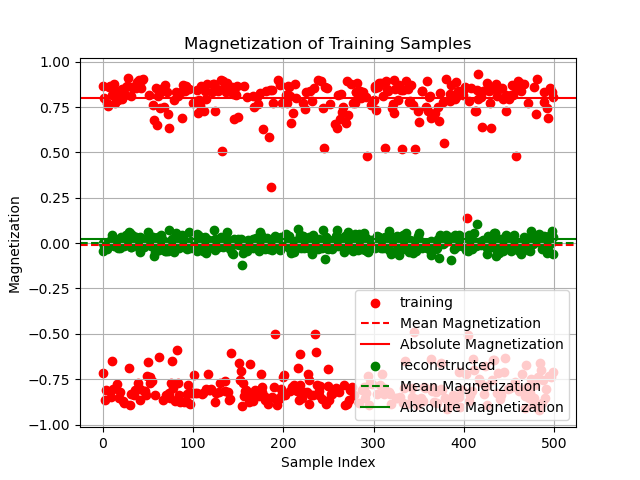 Magnetization of Training Samples
Magnetization
1.00
0.75
0.50
0.25
0.00
−0.25
−0.50
−0.75
−1.00
training
Mean Magnetization
Absolute Magnetization
reconstructed
Mean Magnetization
Absolute Magnetization
0 100 200 300 400 500
Sample Index